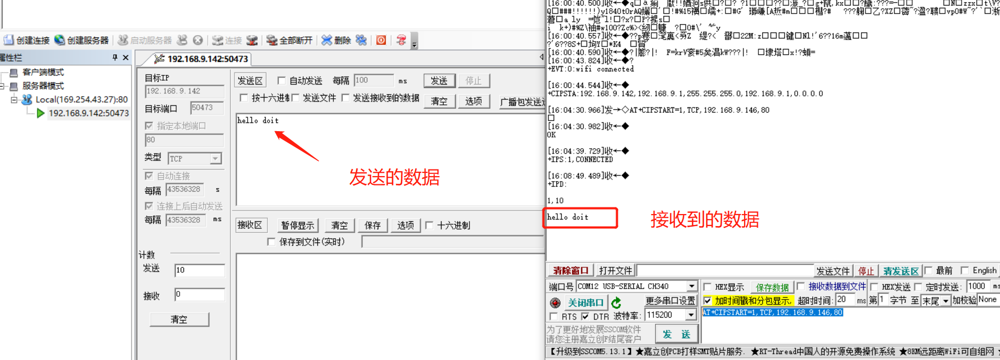 创建连接 创建服务器 启动服务器 连接 全部断开 删除
属性栏
客户端模式
服务器模式
Local(169.254.43.27):80
192.168.9.142:50473
192.168.9.142:50473
目标IP
192.168.9.142
目标端口 50473
指定本地端口
80
类型 TCP
自动连接
每隔 43536328 s
连接上后自动发送
每隔 43536328 ms
计数
发送 10
接收 0
清空
发送区 自动发送 每隔 100 ms 发送 停止
按十六进制 发送文件 发送接收到的数据 清空 选项 广播包发送
hello doit
发送的数据
接收区 暂停显示 清空 保存 选项 十六进制
保存到文件(实时)
[16:00:43.824]收←◆?
+EVT:0:wifi connected
[16:00:44.544]收←◆
+CIPSTA:192.168.9.142,192.168.9.1,255.255.255.0,192.168.9.1,0.0.0.0
[16:04:30.966]发→◇AT+CIPSTART=1,TCP,192.168.9.146,80
□
[16:04:30.982]收←◆
OK
[16:04:39.729]收←◆
+IPS:1,CONNECTED
[16:08:49.489]收←◆
+IPD:
1,10
hello doit
接收到的数据
清除窗口 打开文件 发送文件 停止 清发送区 最前 English
端口号 COM12 USB-SERIAL CH340 HEX显示 保存数据 接收数据到文件 HEX发送 定时发送: 1000 ms
关闭串口 更多串口设置 加时间戳和分包显示, 超时时间: 20 ms 第1 字节 至 末尾 加校验 None
RTS DTR 波特率: 115200
AT+CIPSTART=1,TCP,192.168.9.146,80
为了更好地发展SSCOM软件
请您注册嘉立创F结尾客户
发 送
【升级到SSCOM5.13.1】★嘉立创PCB打样SMT贴片服务. ★RT-Thread中国人的开源免费操作系统 ★8KM远距离WiFi可自组网